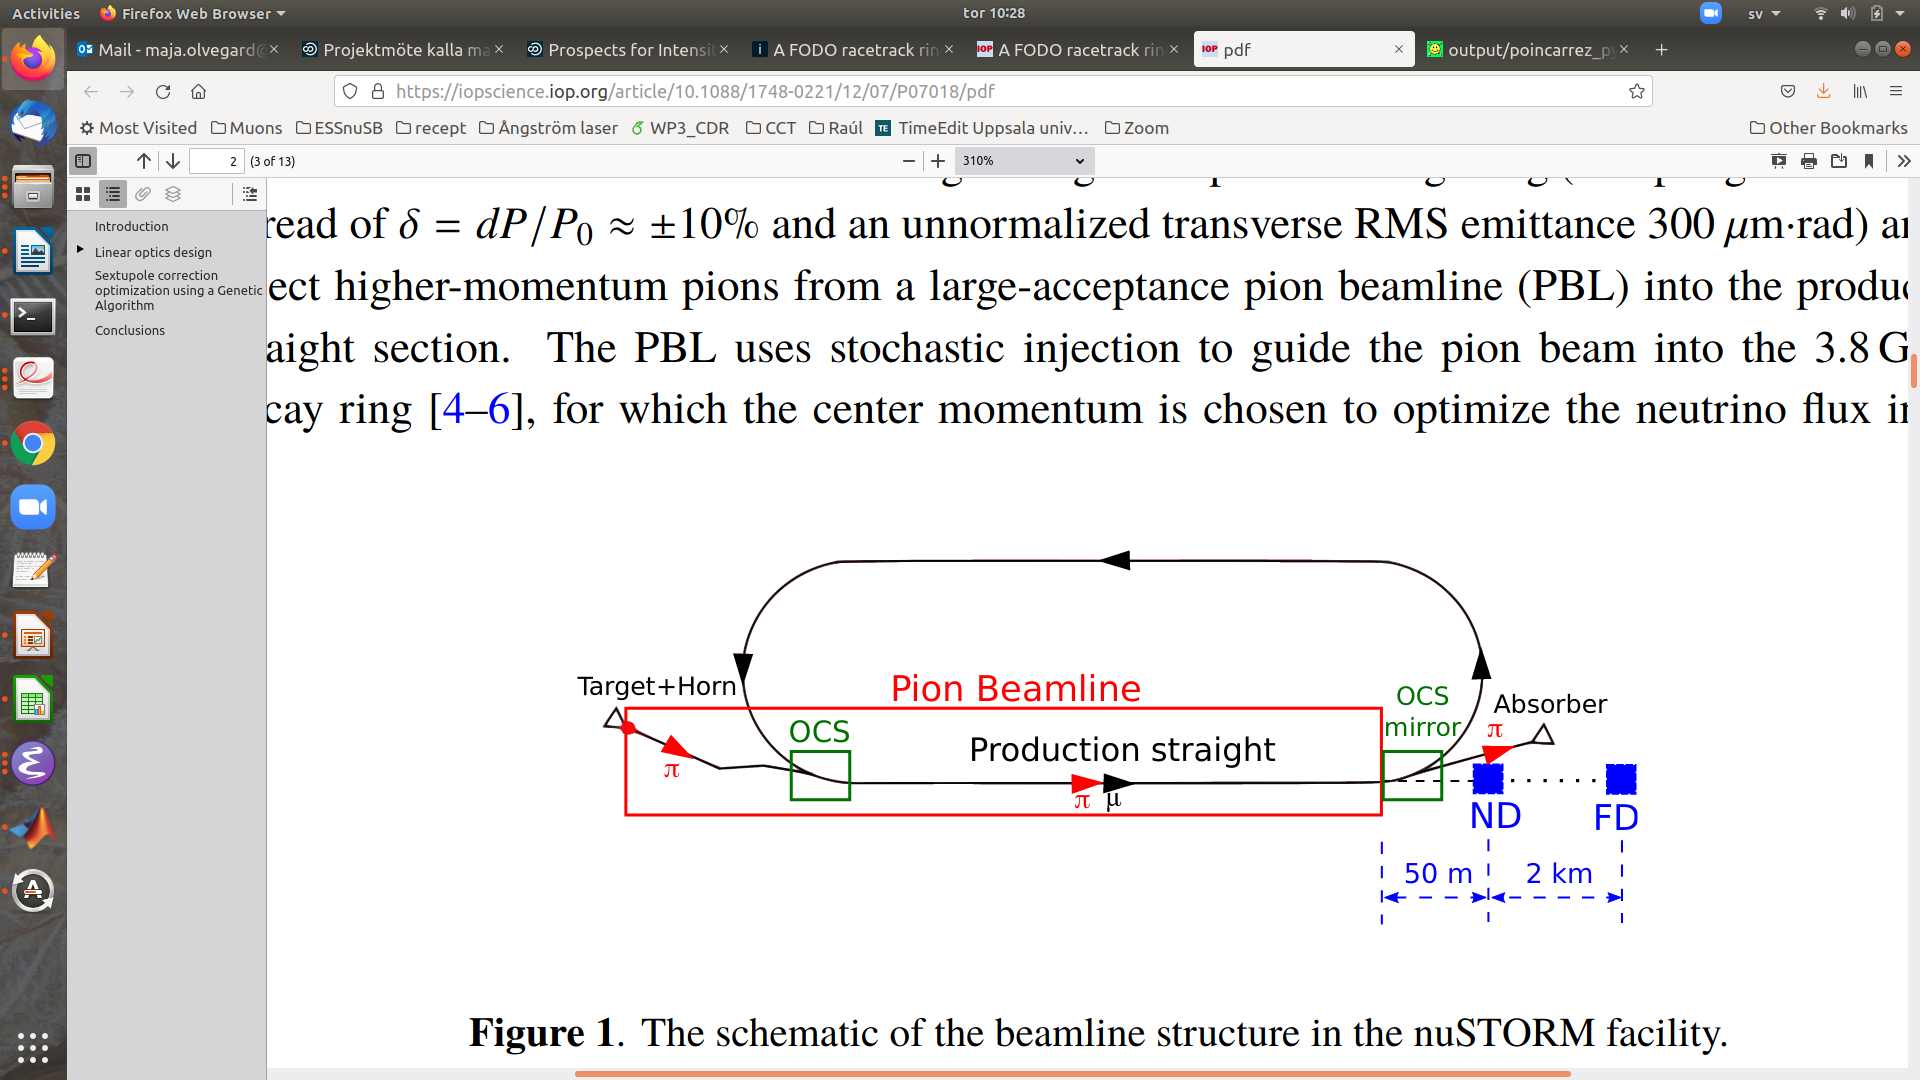 Activities Firefox Web Browser tor 10:28 sv
Mail - maja.olvegard@ Projektmöte kalla ma Prospects for Intensit A FODO racetrack rin A FODO racetrack rin pdf output/poincarrez_py
https://iopscience.iop.org/article/10.1088/1748-0221/12/07/P07018/pdf
Most Visited Muons ESSnuSB recept Ångström laser WP3_CDR CCT Raúl TimeEdit Uppsala univ… Zoom Other Bookmarks
2 (3 of 13) 310%
Introduction
Linear optics design
Sextupole correction
optimization using a Genetic
Algorithm
Conclusions
read of δ = dP/P0 ≈ ±10% and an unnormalized transverse RMS emittance 300 μm·rad) an
ect higher-momentum pions from a large-acceptance pion beamline (PBL) into the produc
aight section. The PBL uses stochastic injection to guide the pion beam into the 3.8 G
cay ring [4–6], for which the center momentum is chosen to optimize the neutrino flux in
Target+Horn
Pion Beamline
OCS
mirror
Absorber
OCS
Production straight
π
π
π μ
ND
FD
50 m
2 km
Figure 1. The schematic of the beamline structure in the nuSTORM facility.